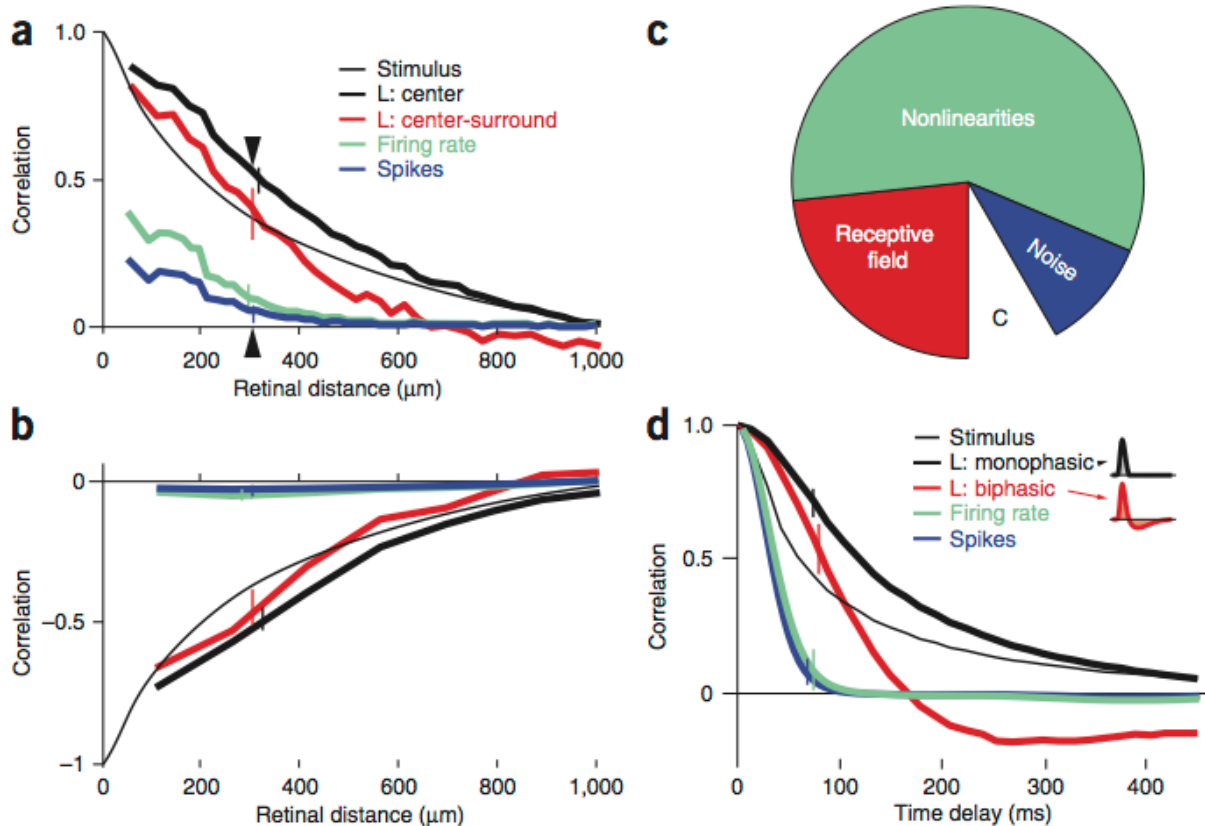 a
1.0
0.5
0
Correlation
Stimulus
L: center
L: center-surround
Firing rate
Spikes
0 200 400 600 800 1,000
Retinal distance (μm)
b
0
–0.5
–1
Correlation
0 200 400 600 800 1,000
Retinal distance (μm)
c
Nonlinearities
Receptive
field
Noise
C
d
1.0
0.5
0
Correlation
Stimulus
L: monophasic
L: biphasic
Firing rate
Spikes
0 100 200 300 400
Time delay (ms)